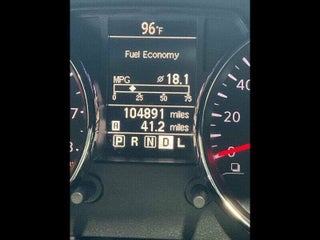 96°F
Fuel Economy
MPG ⌀ 18.1
0 25 50 75
104891 miles
A 41.2 miles
P R N D L
40
20
0